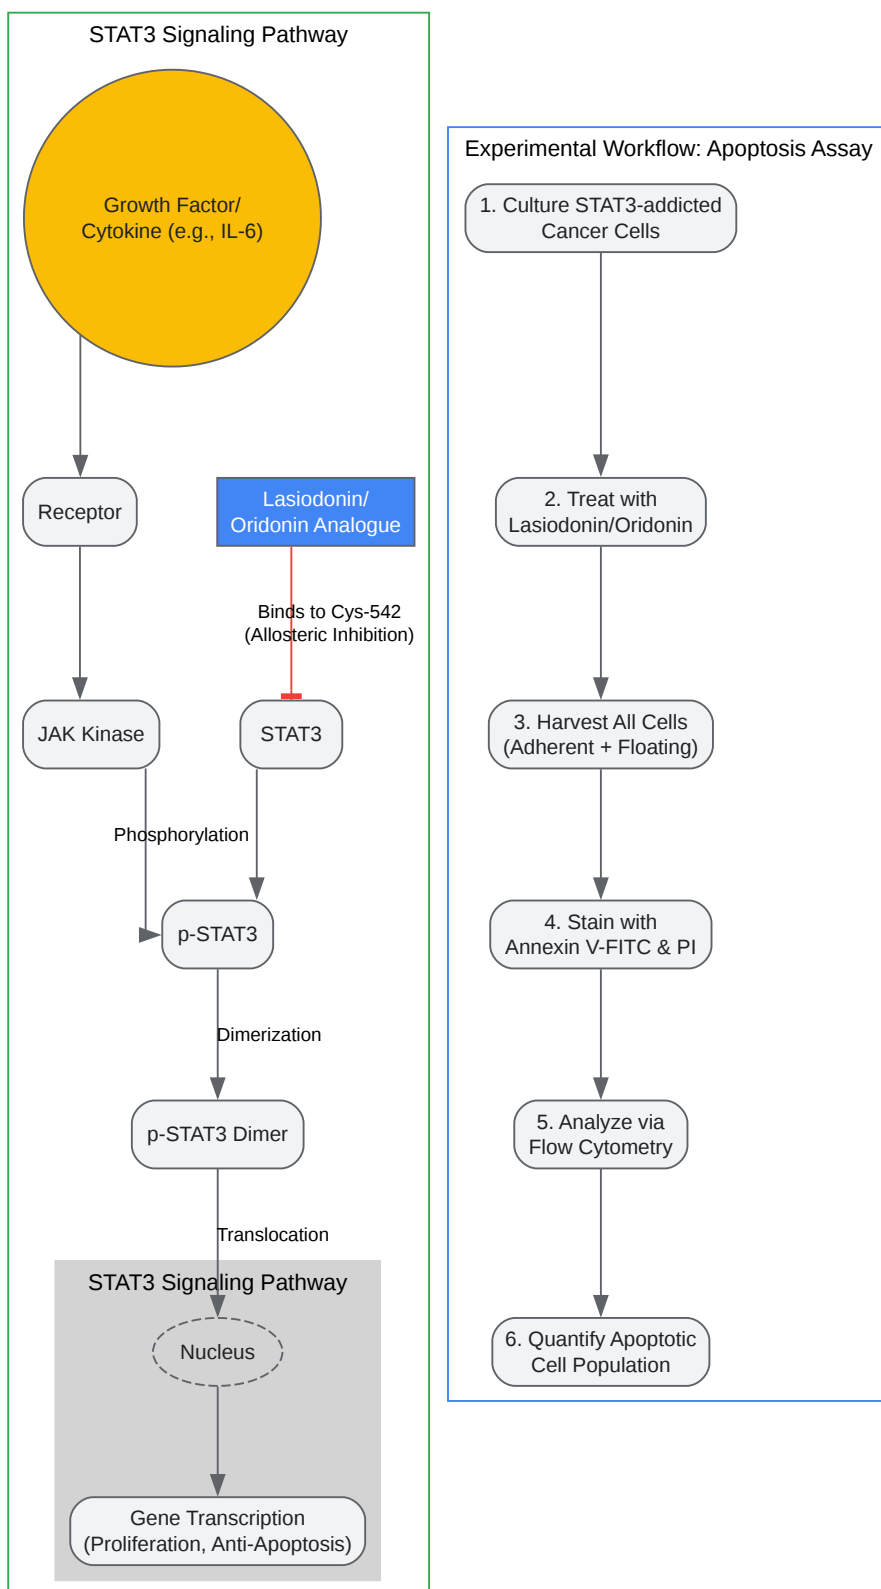 STAT3 Signaling Pathway
Growth Factor/
Cytokine (e.g., IL-6)
Receptor
Lasiodonin/
Oridonin Analogue
Binds to Cys-542
(Allosteric Inhibition)
JAK Kinase
STAT3
Phosphorylation
p-STAT3
Dimerization
p-STAT3 Dimer
Translocation
STAT3 Signaling Pathway
Nucleus
Gene Transcription
(Proliferation, Anti-Apoptosis)
Experimental Workflow: Apoptosis Assay
1. Culture STAT3-addicted
Cancer Cells
2. Treat with
Lasiodonin/Oridonin
3. Harvest All Cells
(Adherent + Floating)
4. Stain with
Annexin V-FITC & PI
5. Analyze via
Flow Cytometry
6. Quantify Apoptotic
Cell Population